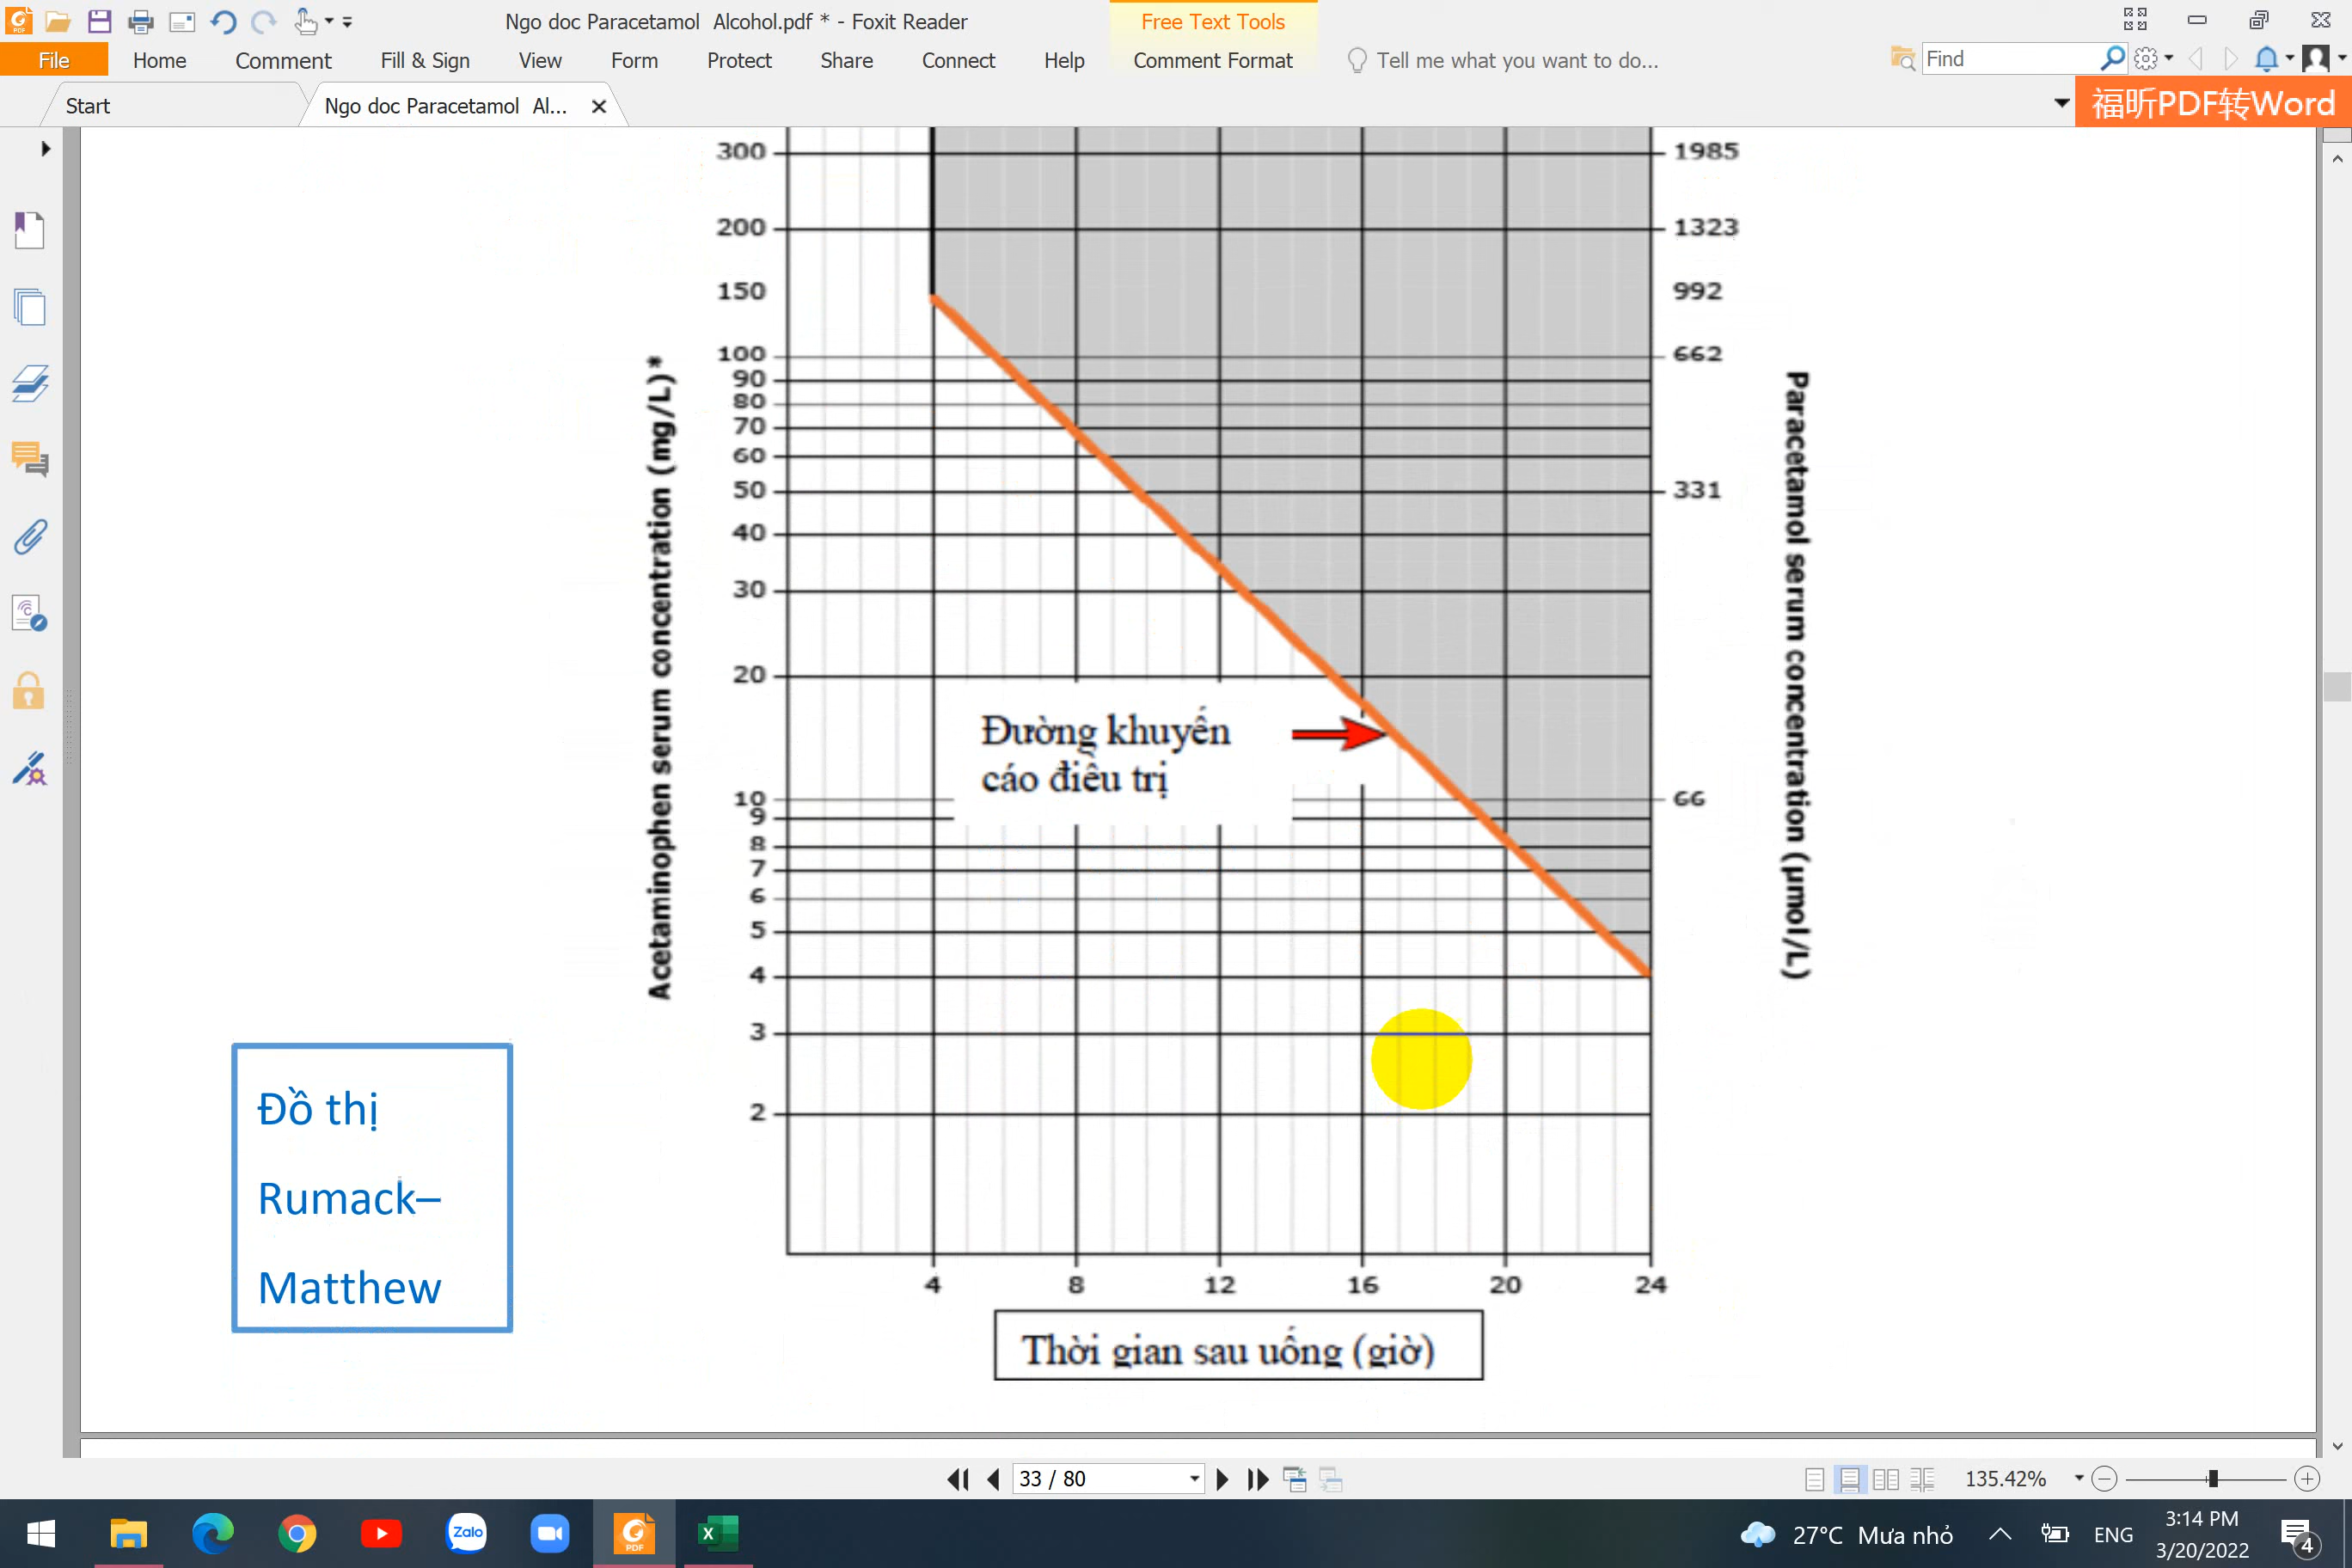 Ngo doc Paracetamol Alcohol.pdf * - Foxit Reader
Free Text Tools
File Home Comment Fill & Sign View Form Protect Share Connect Help Comment Format Tell me what you want to do... Find
Start
Ngo doc Paracetamol Al...
福昕PDF转Word
300 1985
200 1323
150 992
100 662
90
80
70
60
50 331
40
30
20
10 66
9
8
7
6
5
4
3
2
Acetaminophen serum concentration (mg/L)*
Paracetamol serum concentration (μmol/L)
Đường khuyến
cáo điều trị
Đồ thị
Rumack–
Matthew
4 8 12 16 20 24
Thời gian sau uống (giờ)
33 / 80
135.42%
Zalo
PDF
27°C Mưa nhỏ
ENG
3:14 PM
3/20/2022
4